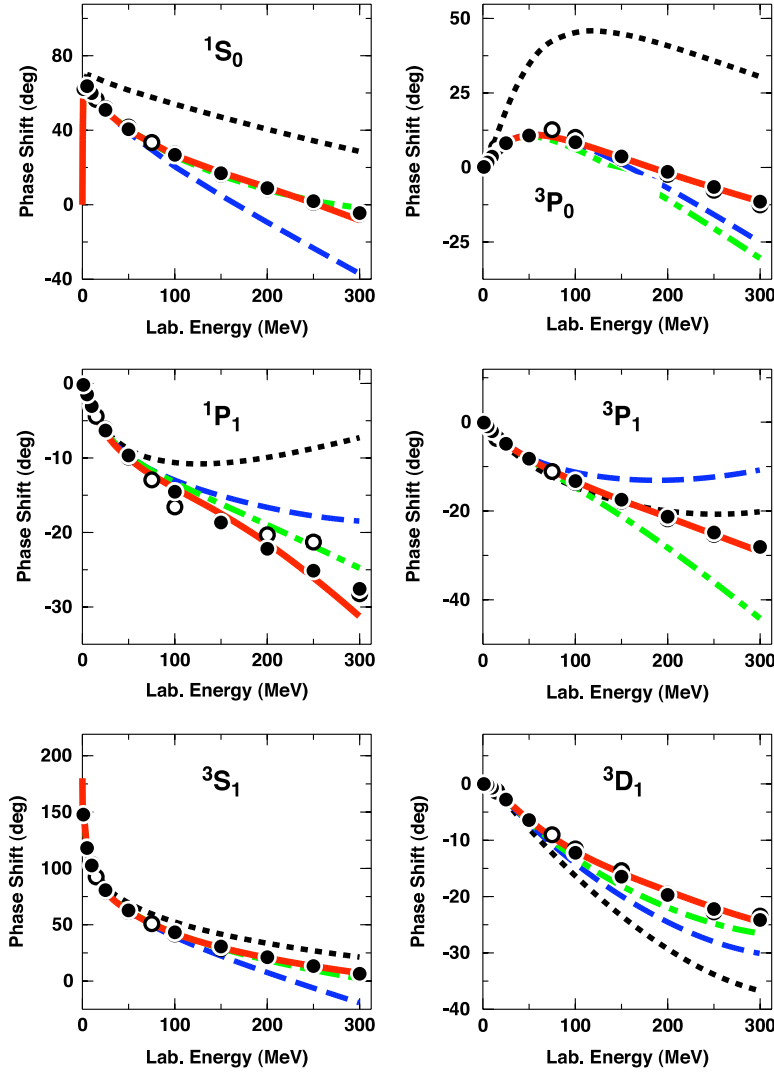 80
40
0
-40
Phase Shift (deg)
¹S₀
0 100 200 300
Lab. Energy (MeV)
50
25
0
-25
Phase Shift (deg)
³P₀
0 100 200 300
Lab. Energy (MeV)
0
-10
-20
-30
Phase Shift (deg)
¹P₁
0 100 200 300
Lab. Energy (MeV)
0
-20
-40
Phase Shift (deg)
³P₁
0 100 200 300
Lab. Energy (MeV)
200
150
100
50
0
Phase Shift (deg)
³S₁
0 100 200 300
Lab. Energy (MeV)
0
-10
-20
-30
-40
Phase Shift (deg)
³D₁
0 100 200 300
Lab. Energy (MeV)